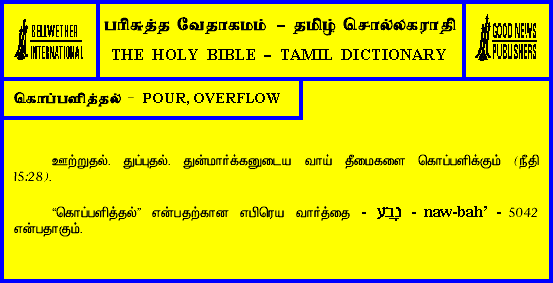 BELLWETHER
INTERNATIONAL
பரிசுத்த வேதாகமம் – தமிழ் சொல்லகராதி
THE HOLY BIBLE – TAMIL DICTIONARY
GOOD NEWS
PUBLISHERS
கொப்பளித்தல் – POUR, OVERFLOW
ஊற்றுதல். துப்புதல். துன்மார்க்கனுடைய வாய் தீமைகளை கொப்பளிக்கும் (நீதி
15:28).
“கொப்பளித்தல்” என்பதற்கான எபிரெய வார்த்தை - נָבַע - naw-bah’ - 5042
என்பதாகும்.